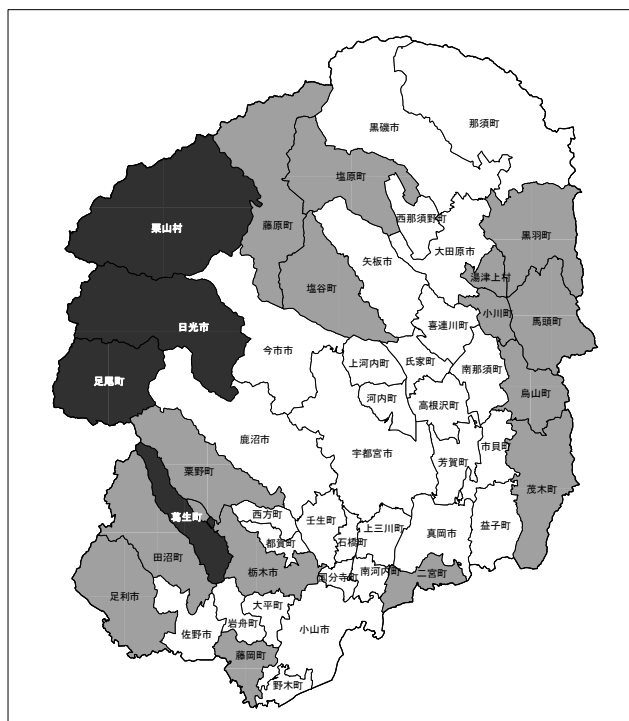 那須町
黒磯市
塩原町
西那須野町
栗山村
藤原町
黒羽町
大田原市
矢板市
湯津上村
塩谷町
小川町
馬頭町
喜連川町
日光市
今市市
上河内町
氏家町
南那須町
足尾町
河内町
高根沢町
烏山町
鹿沼市
宇都宮市
芳賀町
市貝町
粟野町
茂木町
西方町
葛生町
壬生町
上三川町
真岡市
益子町
都賀町
石橋町
田沼町
栃木市
国分寺町
南河内町
二宮町
足利市
大平町
岩舟町
佐野市
小山市
藤岡町
野木町